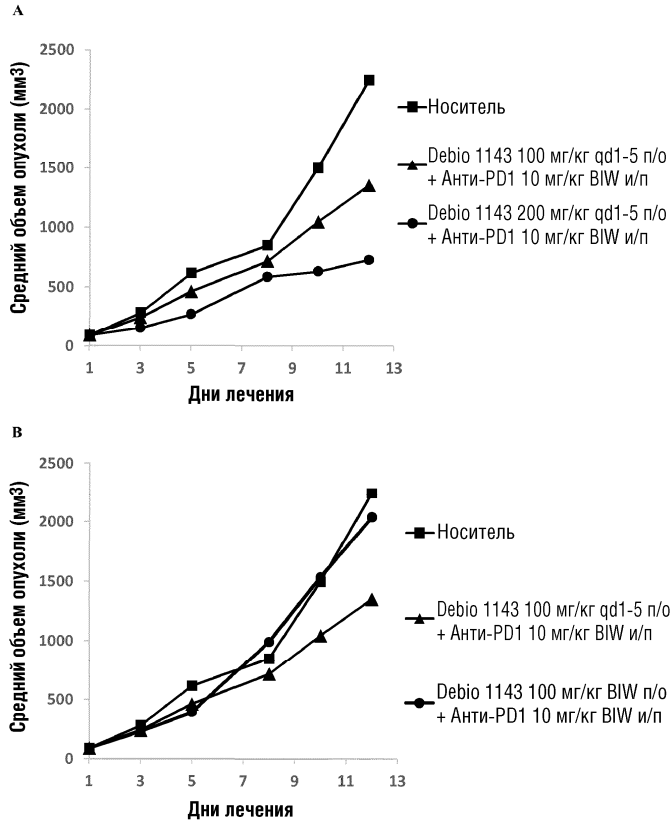 A
2500
2000
1500
1000
500
0
Средний объем опухоли (мм3)
1 3 5 7 9 11 13
Дни лечения
Носитель
Debio 1143 100 мг/кг qd1-5 п/о
+ Анти-PD1 10 мг/кг BIW и/п
Debio 1143 200 мг/кг qd1-5 п/о
+ Анти-PD1 10 мг/кг BIW и/п
B
2500
2000
1500
1000
500
0
Средний объем опухоли (мм3)
1 3 5 7 9 11 13
Дни лечения
Носитель
Debio 1143 100 мг/кг qd1-5 п/о
+ Анти-PD1 10 мг/кг BIW и/п
Debio 1143 100 мг/кг BIW п/о
+ Анти-PD1 10 мг/кг BIW и/п